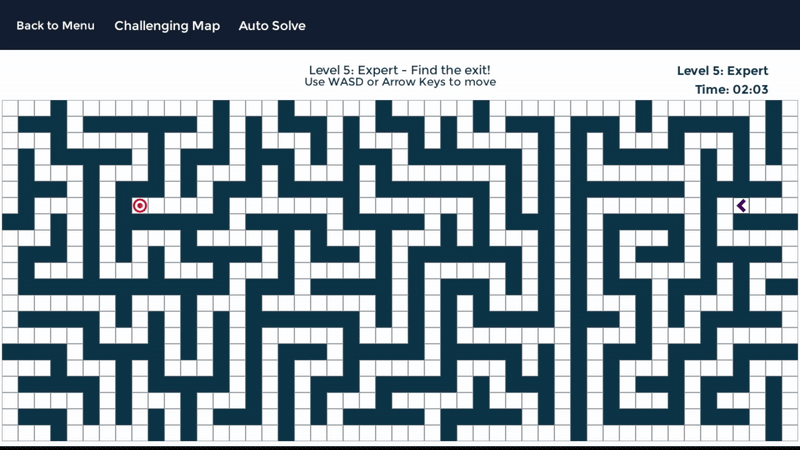 Back to Menu
Challenging Map
Auto Solve
Level 5: Expert - Find the exit!
Use WASD or Arrow Keys to move
Level 5: Expert
Time: 02:03